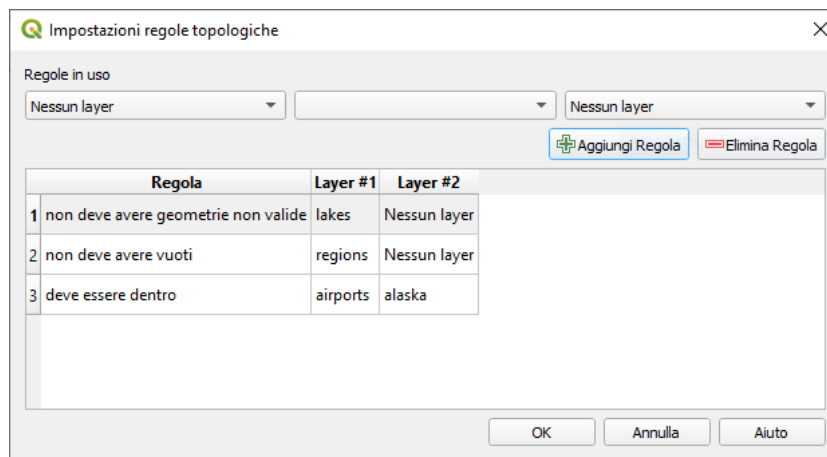 Impostazioni regole topologiche
Regole in uso
Nessun layer Nessun layer
Aggiungi Regola Elimina Regola
Regola Layer #1 Layer #2
1 non deve avere geometrie non valide lakes Nessun layer
2 non deve avere vuoti regions Nessun layer
3 deve essere dentro airports alaska
OK Annulla Aiuto